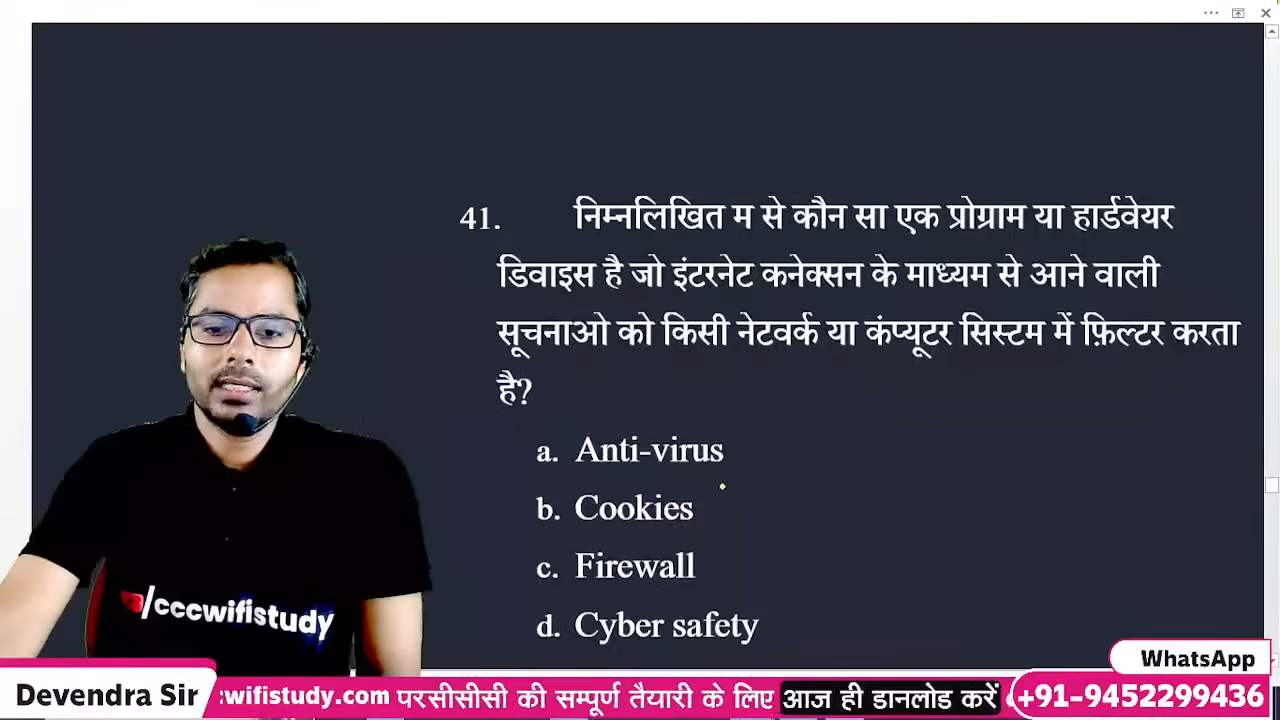 41. निम्नलिखित म से कौन सा एक प्रोग्राम या हार्डवेयर
डिवाइस है जो इंटरनेट कनेक्सन के माध्यम से आने वाली
सूचनाओ को किसी नेटवर्क या कंप्यूटर सिस्टम में फ़िल्टर करता
है?
a. Anti-virus
b. Cookies
c. Firewall
d. Cyber safety
/cccwifistudy
WhatsApp
Devendra Sir
wifistudy.com परसीसीसी की सम्पूर्ण तैयारी के लिए आज ही डानलोड करें
+91-9452299436